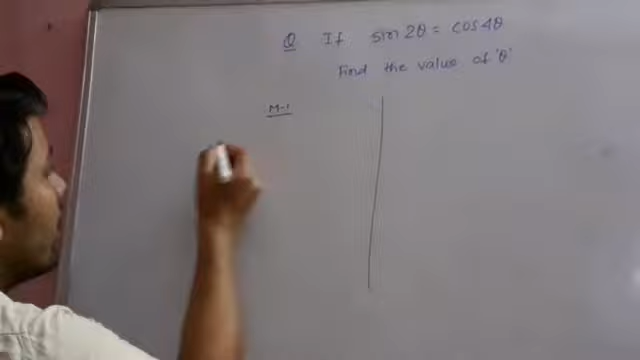 Q If sin 2θ = cos 4θ
Find the value of 'θ'
M-1